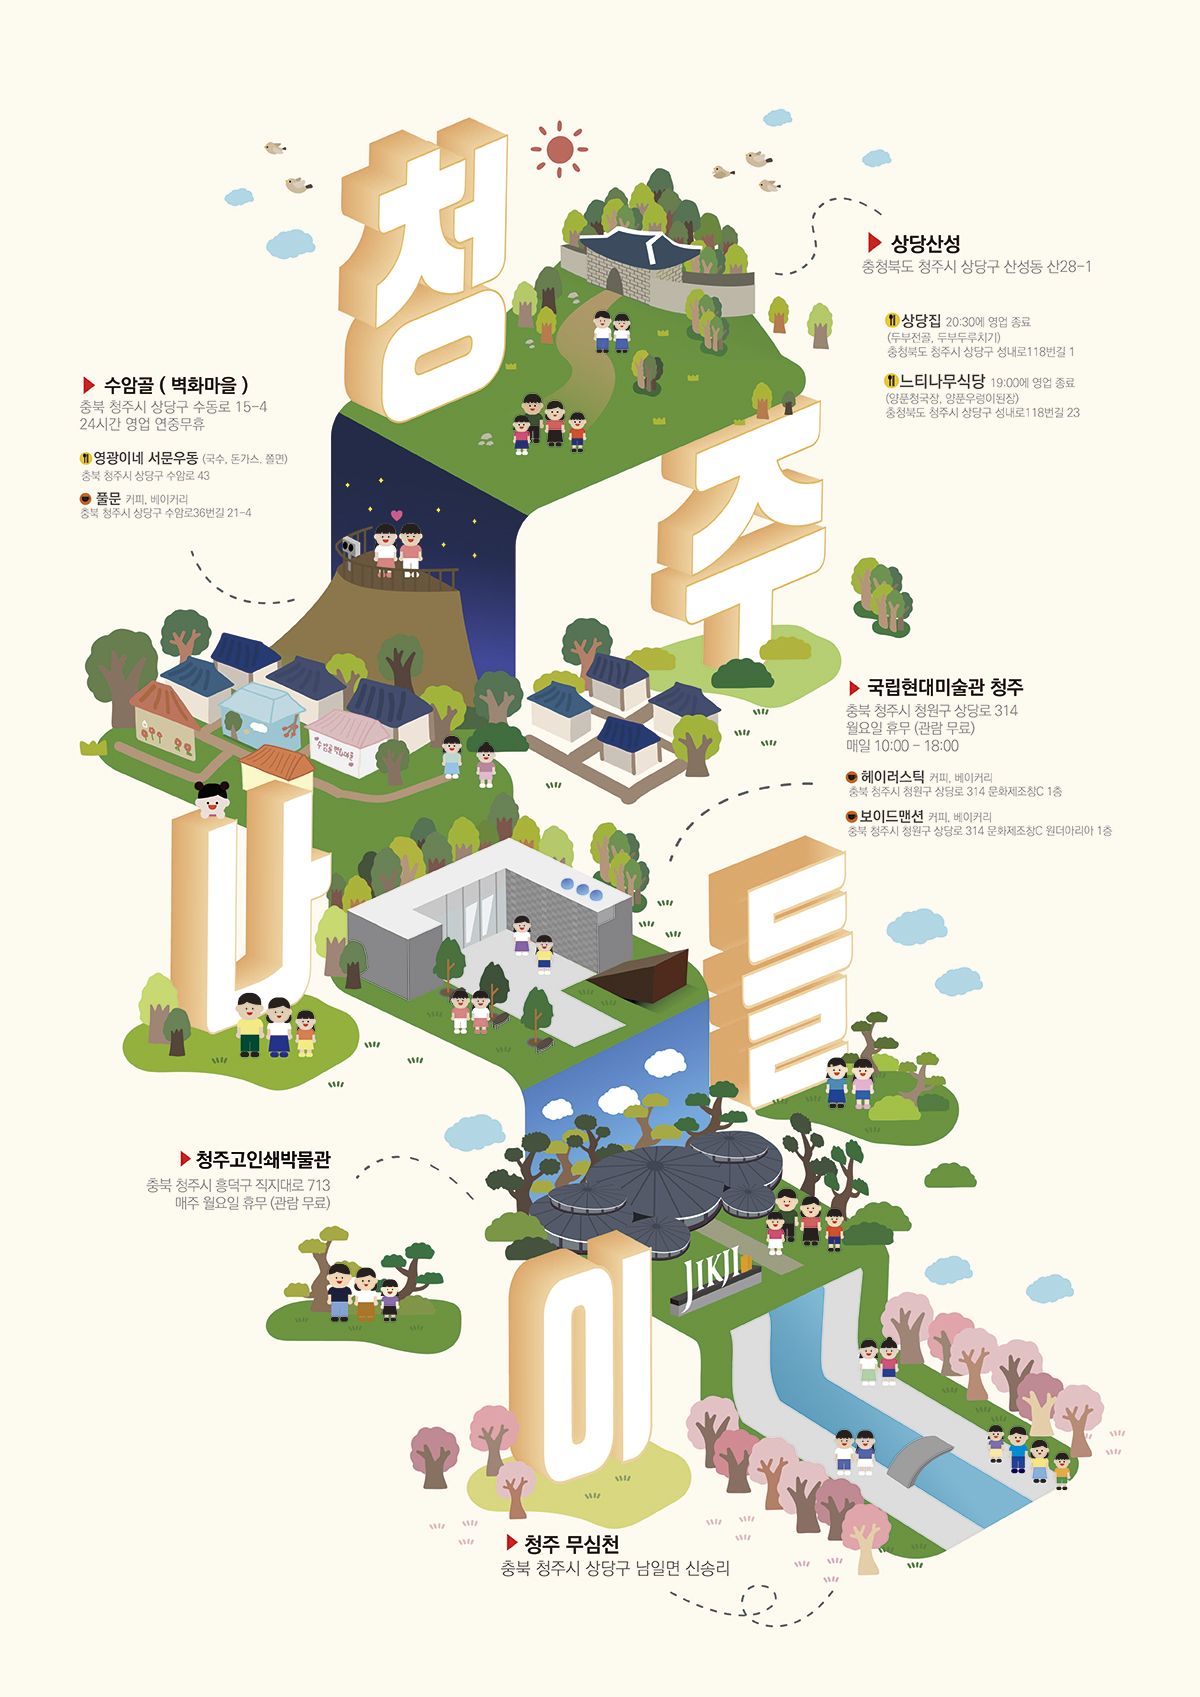 청
주
나
들
이
▶ 상당산성
충청북도 청주시 상당구 산성동 산28-1
상당집 20:30에 영업 종료
(두부전골, 두부두루치기)
충청북도 청주시 상당구 성내로118번길 1
느티나무식당 19:00에 영업 종료
(양푼청국장, 양푼우렁이된장)
충청북도 청주시 상당구 성내로118번길 23
▶ 수암골 ( 벽화마을 )
충북 청주시 상당구 수동로 15-4
24시간 영업 연중무휴
영광이네 서문우동 (국수, 돈가스, 쫄면)
충북 청주시 상당구 수암로 43
풀문 커피, 베이커리
충북 청주시 상당구 수암로36번길 21-4
수암골 벽화마을
▶ 국립현대미술관 청주
충북 청주시 청원구 상당로 314
월요일 휴무 (관람 무료)
매일 10:00 - 18:00
헤이러스틱 커피, 베이커리
충북 청주시 청원구 상당로 314 문화제조창C 1층
보이드맨션 커피, 베이커리
충북 청주시 청원구 상당로 314 문화제조창C 원더아리아 1층
▶ 청주고인쇄박물관
충북 청주시 흥덕구 직지대로 713
매주 월요일 휴무 (관람 무료)
JIKJI
▶ 청주 무심천
충북 청주시 상당구 남일면 신송리